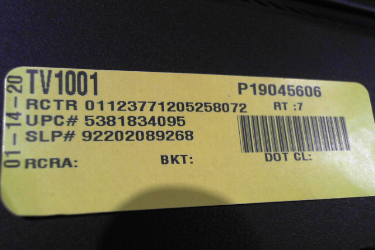 01-14-20
TV1001 P19045606
RCTR 01123771205258072 RT :7
UPC# 5381834095
SLP# 92202089268
RCRA: BKT: DOT CL: